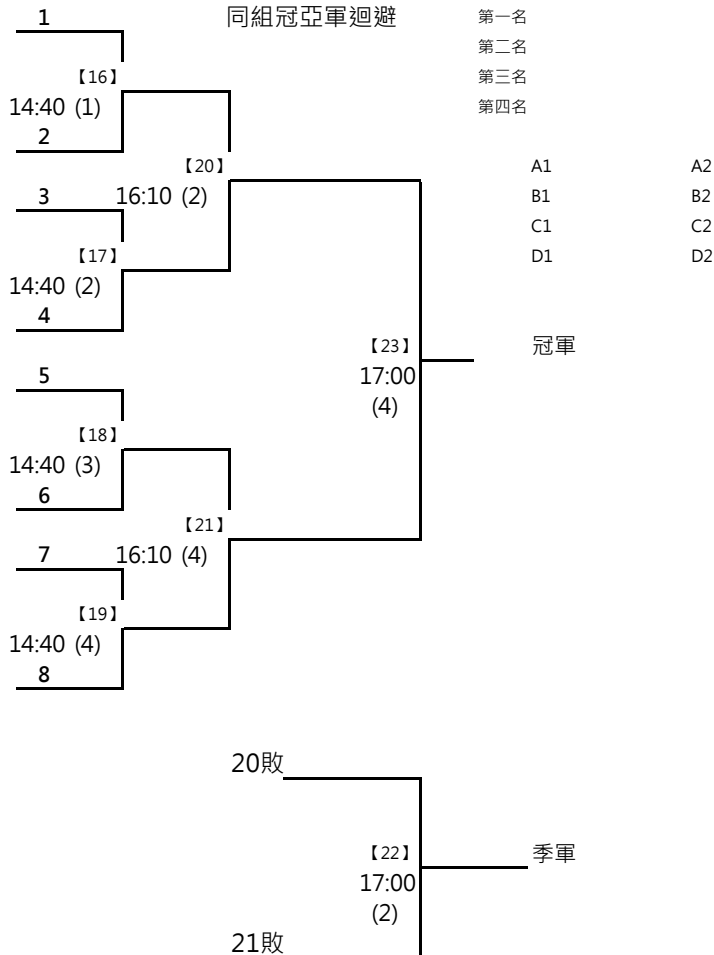 1 同組冠亞軍迴避 第一名
第二名
【16】 第三名
14:40 (1) 第四名
2
【20】 A1 A2
3 16:10 (2) B1 B2
C1 C2
【17】 D1 D2
14:40 (2)
4
【23】 冠軍
5 17:00
(4)
【18】
14:40 (3)
6
【21】
7 16:10 (4)
【19】
14:40 (4)
8
20敗
【22】 季軍
17:00
(2)
21敗